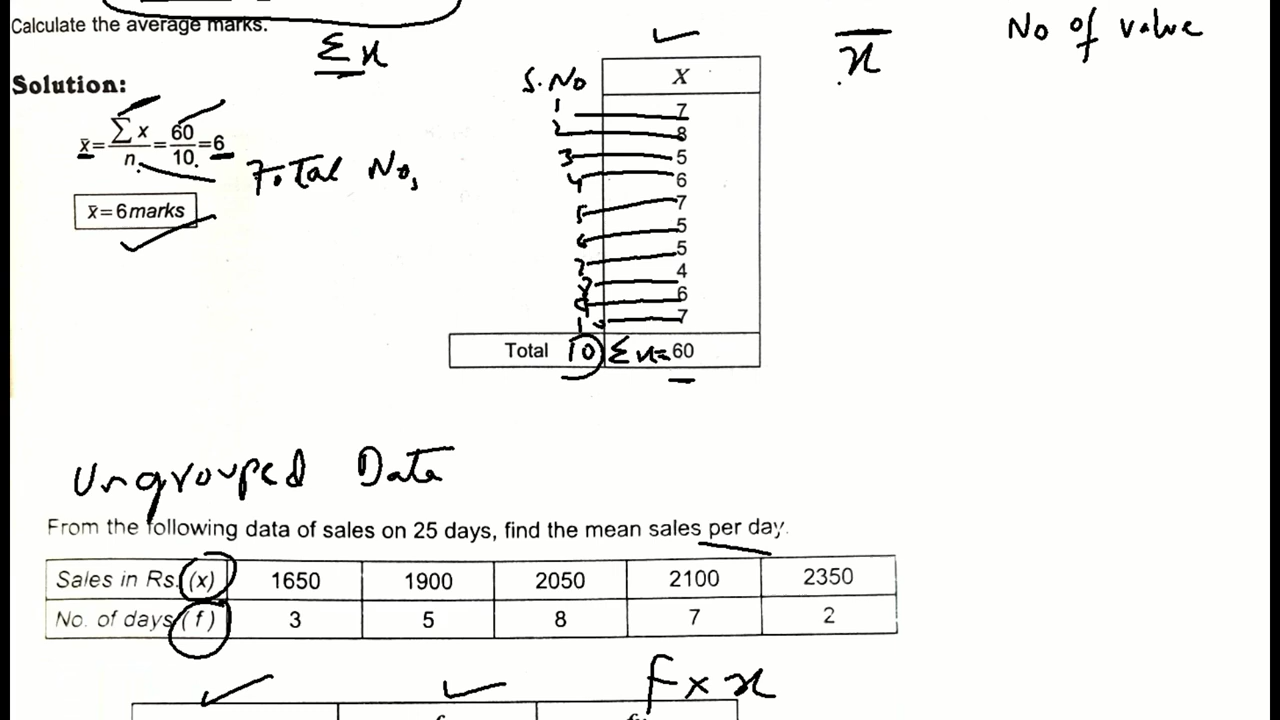 Calculate the average marks.
Σx
x̄
No of value
Solution:
S.No
X
x̄ = Σx / n = 60 / 10 = 6
Total No,
x̄ = 6 marks
1 7
2 8
3 5
4 6
5 7
6 5
7 5
8 4
9 6
10 7
Total 10 Σx= 60
Ungrouped Data
From the following data of sales on 25 days, find the mean sales per day.
Sales in Rs. (x) 1650 1900 2050 2100 2350
No. of days (f) 3 5 8 7 2
f × x